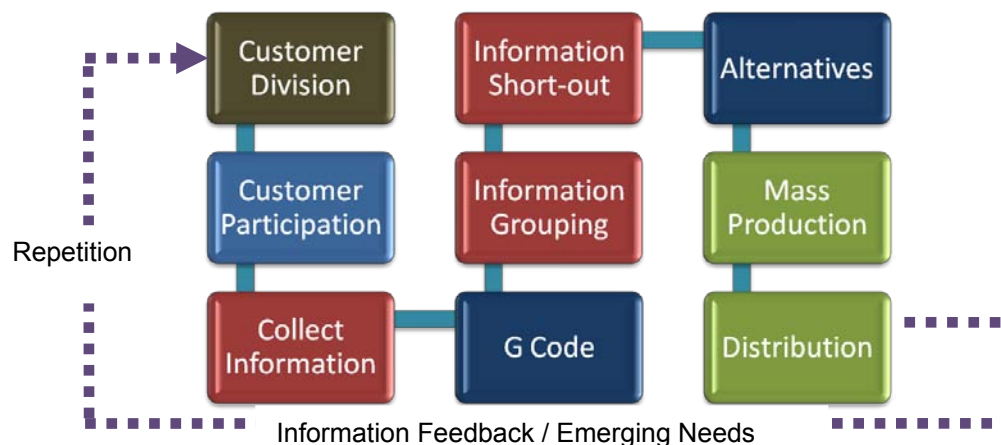 Customer
Division
Customer
Participation
Collect
Information
G Code
Information
Grouping
Information
Short-out
Alternatives
Mass
Production
Distribution
Repetition
Information Feedback / Emerging Needs